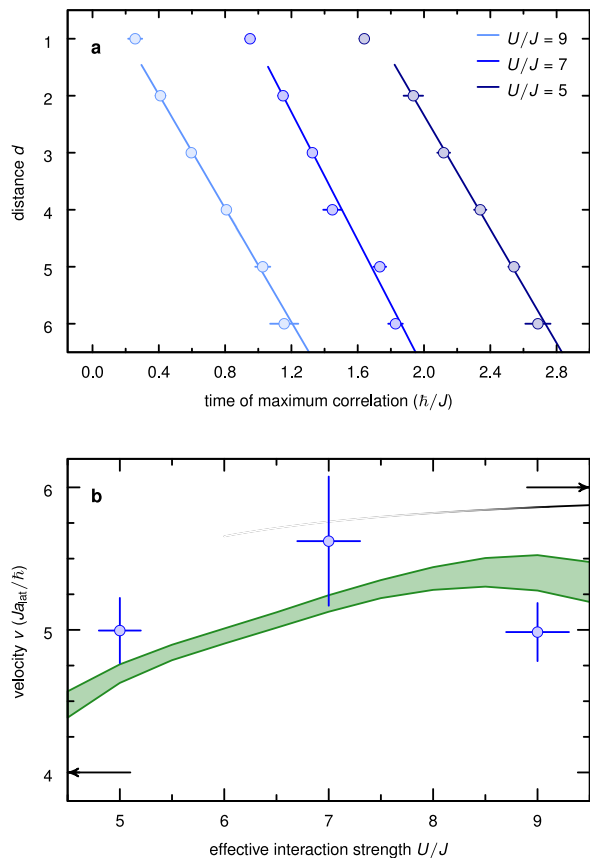 a
U/J = 9
U/J = 7
U/J = 5
distance d
1
2
3
4
5
6
0.0 0.4 0.8 1.2 1.6 2.0 2.4 2.8
time of maximum correlation (ħ/J)
b
velocity v (Ja_lat/ħ)
6
5
4
5 6 7 8 9
effective interaction strength U/J